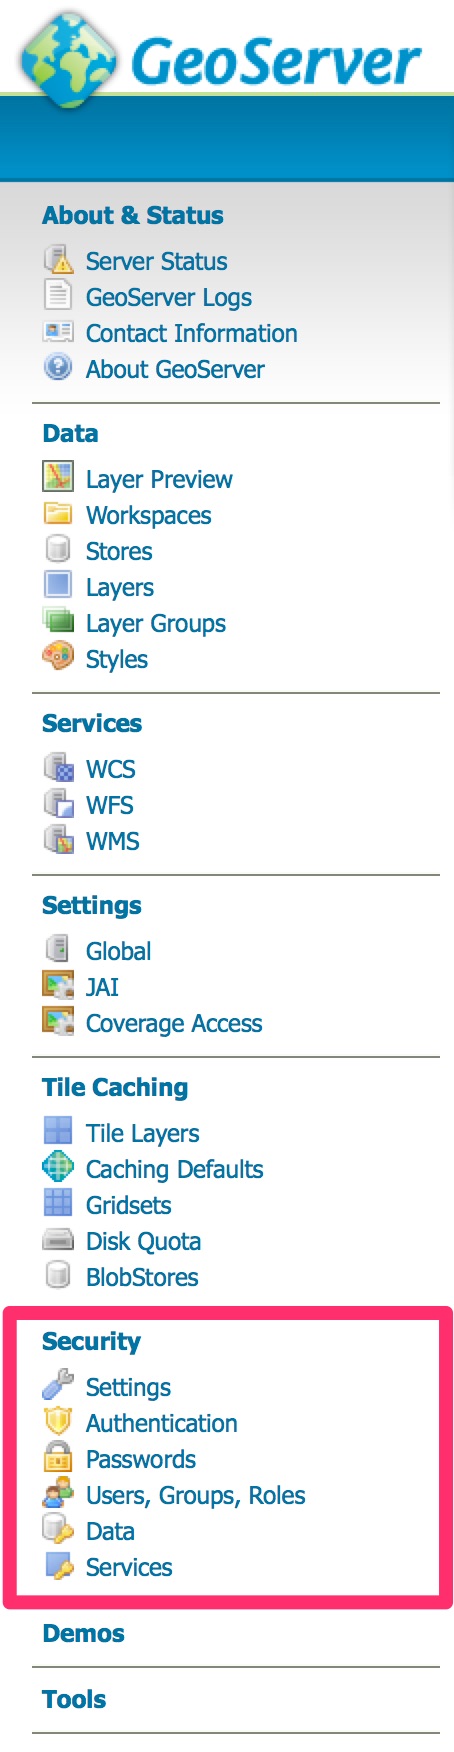 GeoServer
About & Status
Server Status
GeoServer Logs
Contact Information
About GeoServer
Data
Layer Preview
Workspaces
Stores
Layers
Layer Groups
Styles
Services
WCS
WFS
WMS
Settings
Global
JAI
Coverage Access
Tile Caching
Tile Layers
Caching Defaults
Gridsets
Disk Quota
BlobStores
Security
Settings
Authentication
Passwords
Users, Groups, Roles
Data
Services
Demos
Tools